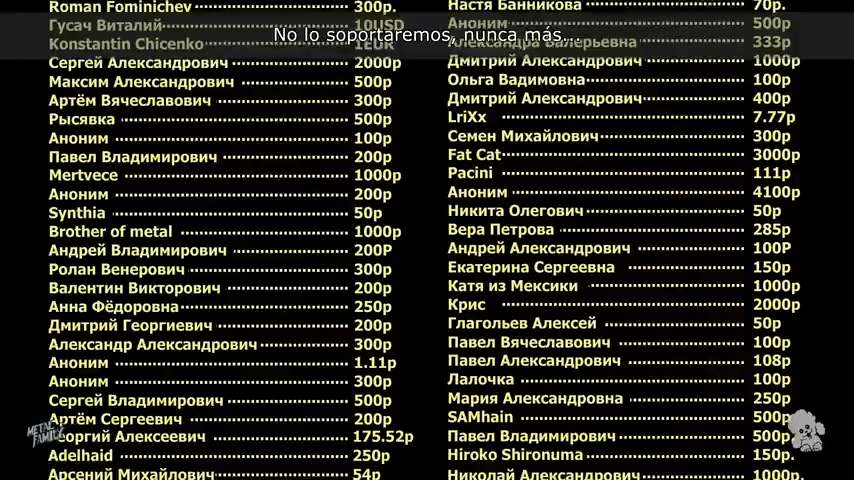 Roman Fominichev 300р.
Гусач Виталий 10USD
Konstantin Chicenko 1EUR
Сергей Александрович 2000р
Максим Александрович 500р
Артём Вячеславович 300р
Рысявка 500р
Аноним 100р
Павел Владимирович 200р
Mertvece 1000р
Аноним 200р
Synthia 50р
Brother of metal 1000р
Андрей Владимирович 200Р
Ролан Венерович 300р
Валентин Викторович 200р
Анна Фёдоровна 250р
Дмитрий Георгиевич 200р
Александр Александрович 300р
Аноним 1.11р
Аноним 300р
Сергей Владимирович 500р
Артём Сергеевич 200р
Георгий Алексеевич 175.52р
Adelhaid 250р
Арсений Михайлович 54р
Настя Банникова 70р.
Аноним 500р
Александра Валерьевна 333р
Дмитрий Александрович 1000р
Ольга Вадимовна 100р
Дмитрий Александрович 400р
LriXx 7.77р
Семен Михайлович 300р
Fat Cat 3000р
Pacini 111р
Аноним 4100р
Никита Олегович 50р
Вера Петрова 285р
Андрей Александрович 100Р
Екатерина Сергеевна 150р
Катя из Мексики 1000р
Крис 2000р
Глагольев Алексей 50р
Павел Вячеславович 100р
Павел Александрович 108р
Лалочка 100р
Мария Александровна 250р
SAMhain 500р
Павел Владимирович 500р
Hiroko Shironuma 150р.
Николай Александрович 1000р.
No lo soportaremos, nunca más...
METAL FAMILY